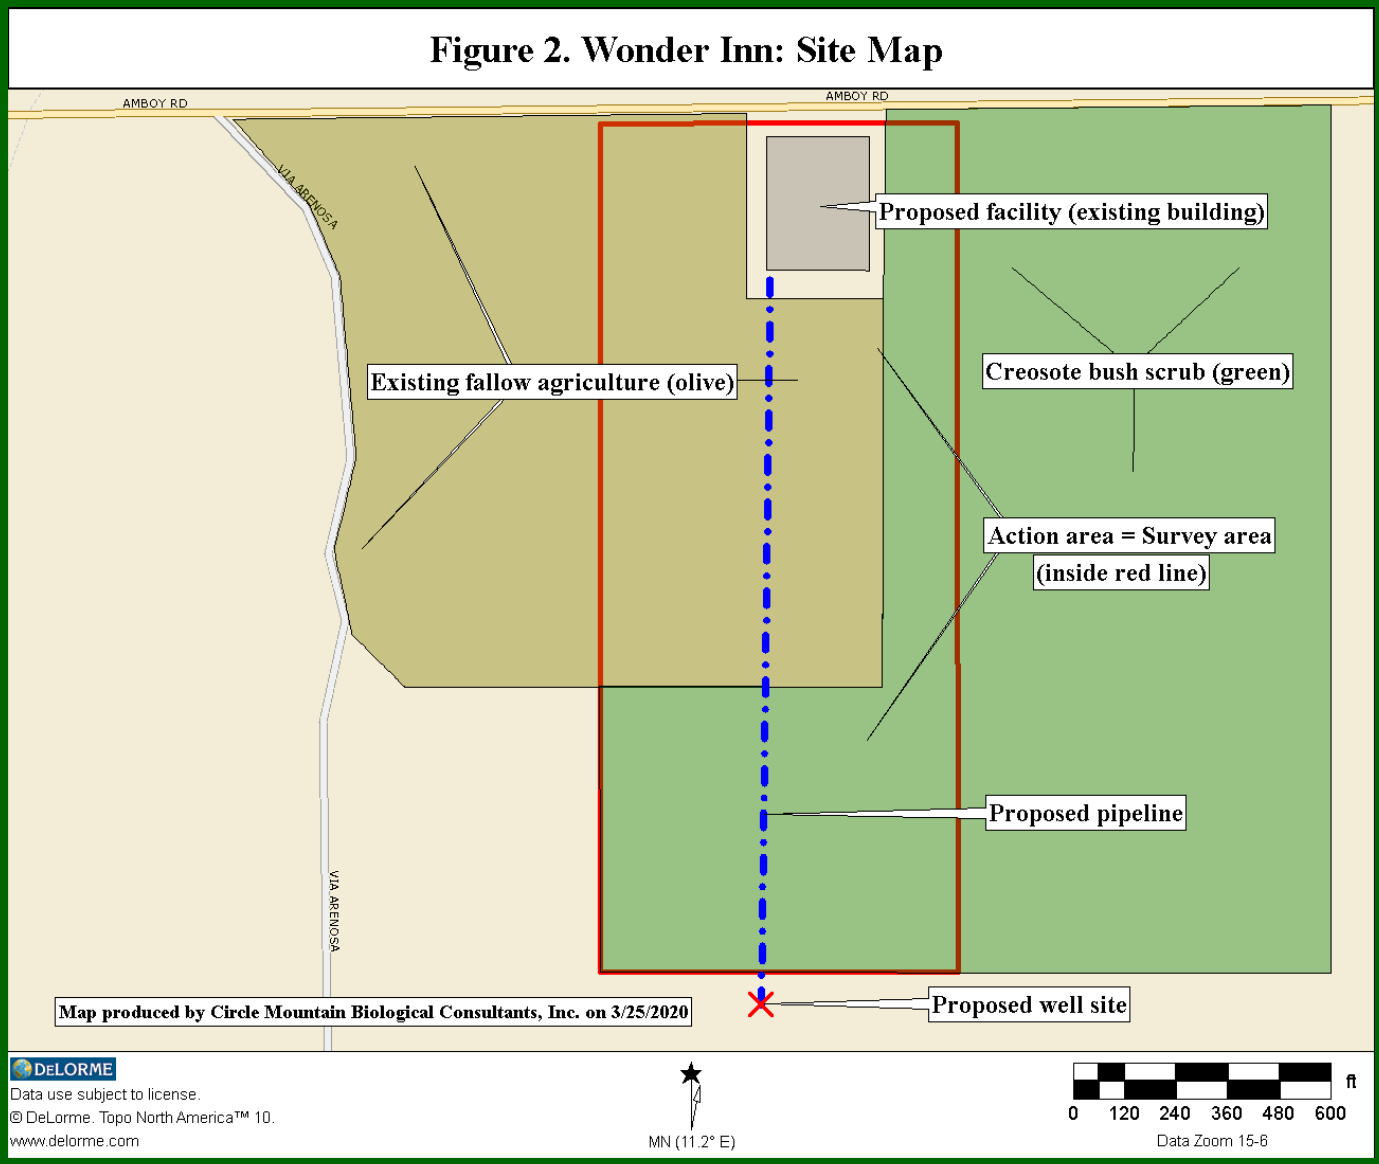 Figure 2. Wonder Inn: Site Map
AMBOY RD
AMBOY RD
VIA ARENOSA
Proposed facility (existing building)
Existing fallow agriculture (olive)
Creosote bush scrub (green)
Action area = Survey area
(inside red line)
Proposed pipeline
VIA ARENOSA
Proposed well site
Map produced by Circle Mountain Biological Consultants, Inc. on 3/25/2020
DELORME
Data use subject to license.
© DeLorme. Topo North America™ 10.
www.delorme.com
MN (11.2° E)
ft
0 120 240 360 480 600
Data Zoom 15-6